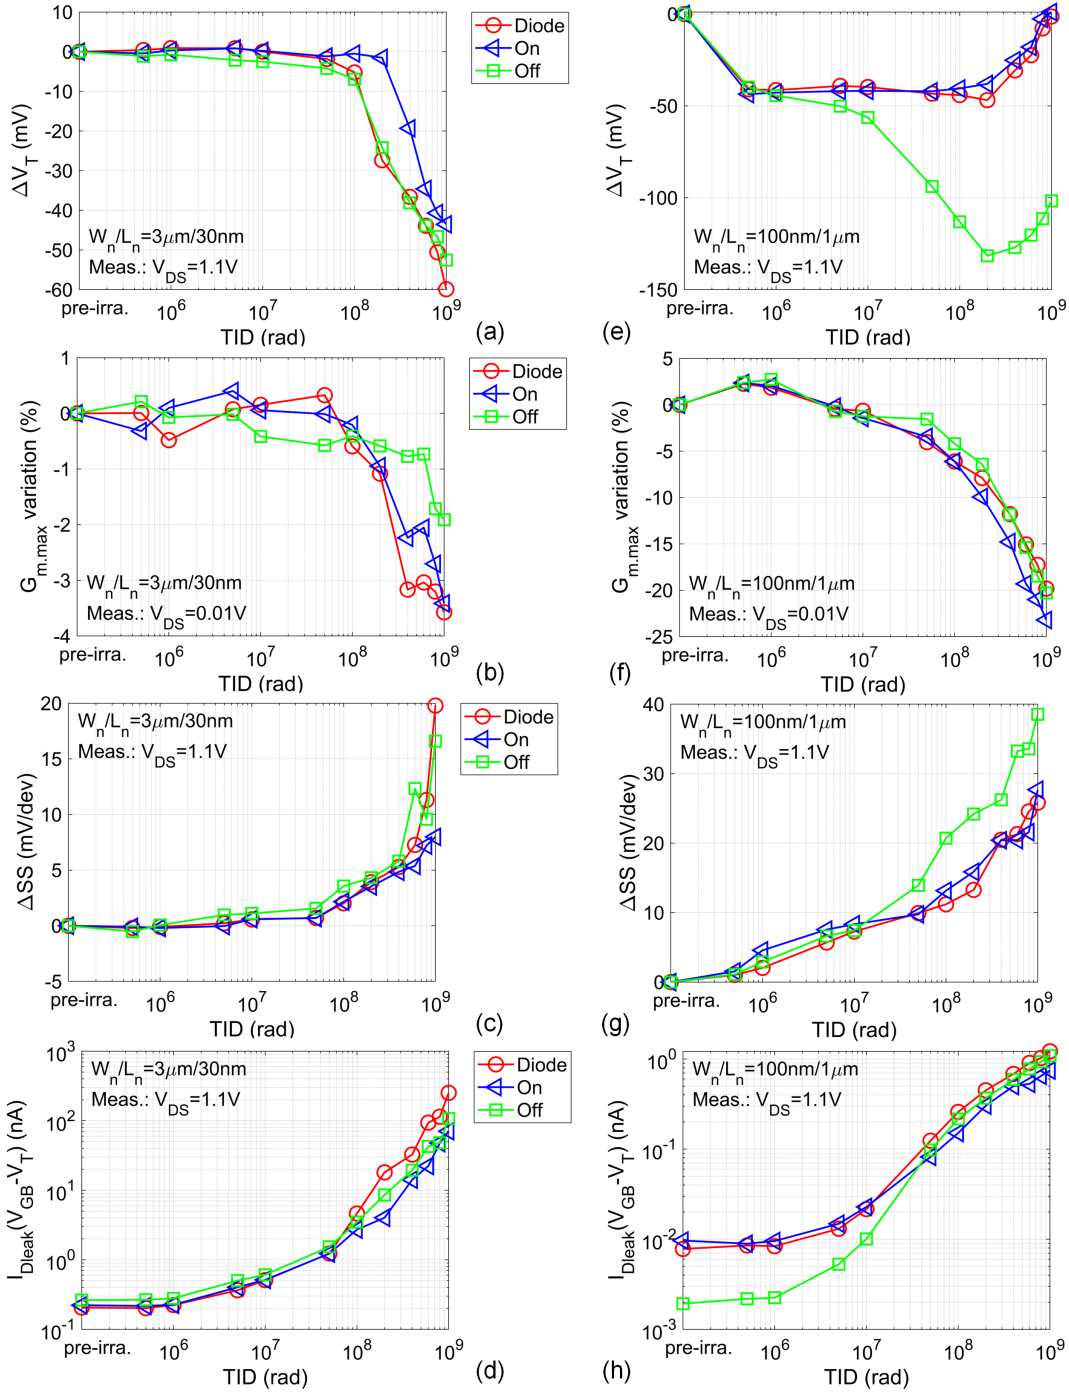 10
0
-10
-20
-30
-40
-50
-60
ΔV_T (mV)
W_n/L_n=3μm/30nm
Meas.: V_DS=1.1V
pre-irra.
10^6
10^7
10^8
10^9
TID (rad)
(a)
Diode
On
Off
0
-50
-100
-150
ΔV_T (mV)
W_n/L_n=100nm/1μm
Meas.: V_DS=1.1V
pre-irra.
10^6
10^7
10^8
10^9
TID (rad)
(e)
1
0
-1
-2
-3
-4
G_m.max variation (%)
W_n/L_n=3μm/30nm
Meas.: V_DS=0.01V
pre-irra.
10^6
10^7
10^8
10^9
TID (rad)
(b)
Diode
On
Off
5
0
-5
-10
-15
-20
-25
G_m.max variation (%)
W_n/L_n=100nm/1μm
Meas.: V_DS=0.01V
pre-irra.
10^6
10^7
10^8
10^9
TID (rad)
(f)
20
15
10
5
0
-5
ΔSS (mV/dev)
W_n/L_n=3μm/30nm
Meas.: V_DS=1.1V
pre-irra.
10^6
10^7
10^8
10^9
TID (rad)
(c)
Diode
On
Off
40
30
20
10
0
ΔSS (mV/dev)
W_n/L_n=100nm/1μm
Meas.: V_DS=1.1V
pre-irra.
10^6
10^7
10^8
10^9
TID (rad)
(g)
10^3
10^2
10^1
10^0
10^-1
I_Dleak(V_GB-V_T) (nA)
W_n/L_n=3μm/30nm
Meas.: V_DS=1.1V
pre-irra.
10^6
10^7
10^8
10^9
TID (rad)
(d)
Diode
On
Off
10^0
10^-1
10^-2
10^-3
I_Dleak(V_GB-V_T) (nA)
W_n/L_n=100nm/1μm
Meas.: V_DS=1.1V
pre-irra.
10^6
10^7
10^8
10^9
TID (rad)
(h)